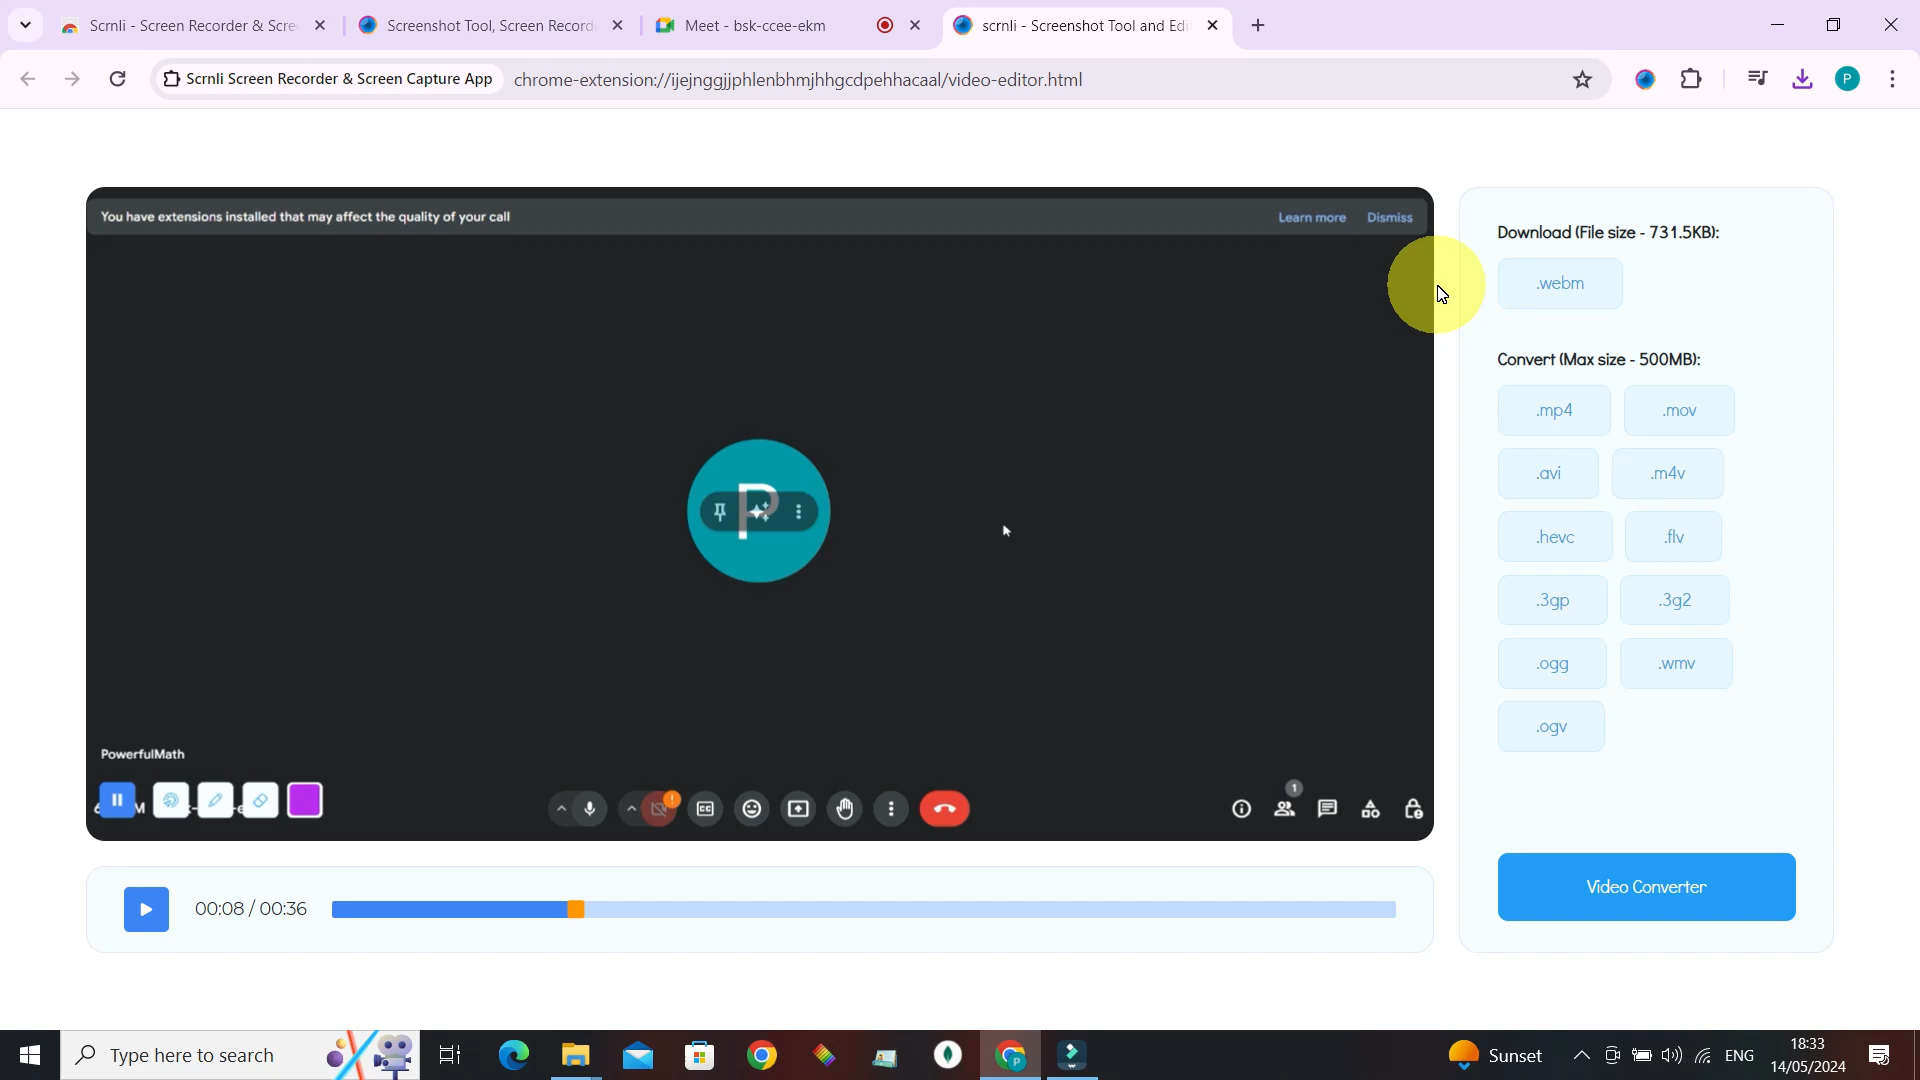 Scrnli - Screen Recorder & Scre
Screenshot Tool, Screen Record
Meet - bsk-ccee-ekm
scrnli - Screenshot Tool and Edi
Scrnli Screen Recorder & Screen Capture App
chrome-extension://ijejnggjjphlenbhmjhhgcdpehhacaal/video-editor.html
P
You have extensions installed that may affect the quality of your call
Learn more
Dismiss
P
PowerfulMath
CC
1
00:08 / 00:36
Download (File size - 731.5KB):
.webm
Convert (Max size - 500MB):
.mp4
.mov
.avi
.m4v
.hevc
.flv
.3gp
.3g2
.ogg
.wmv
.ogv
Video Converter
Type here to search
Sunset
ENG
18:33
14/05/2024